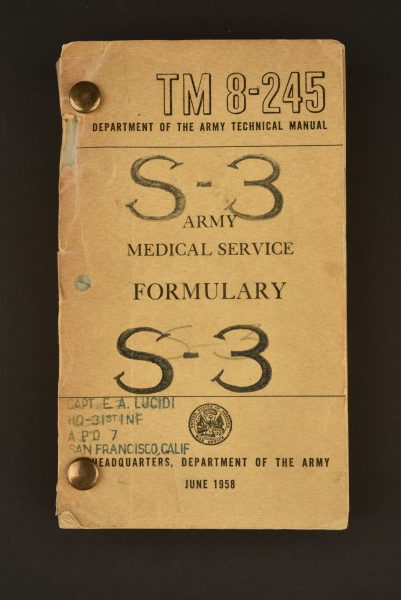 TM 8-245
DEPARTMENT OF THE ARMY TECHNICAL MANUAL
S-3
ARMY
MEDICAL SERVICE
FORMULARY
S-3
S-3
CAPT. E. A. LUCIDI
HQ-31ST INF
A P O 7
SAN FRANCISCO, CALIF
HEADQUARTERS, DEPARTMENT OF THE ARMY
JUNE 1958